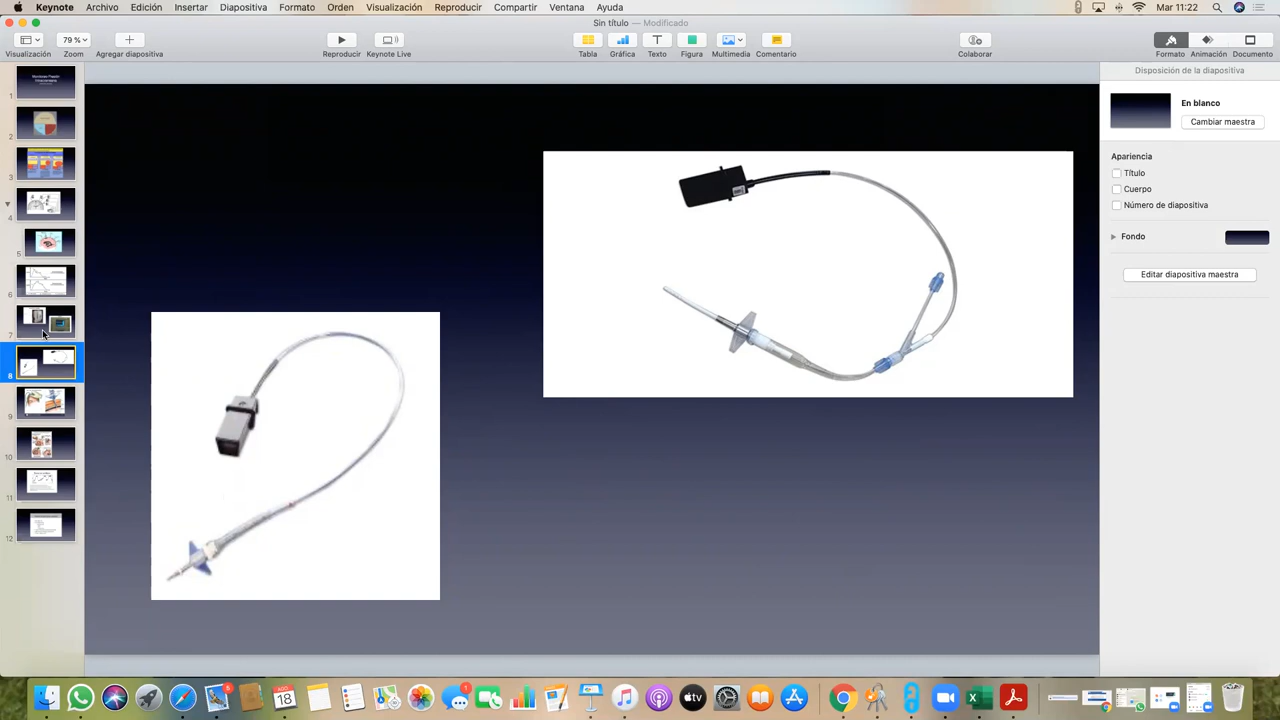 Keynote Archivo Edición Insertar Diapositiva Formato Orden Visualización Reproducir Compartir Ventana Ayuda
Mar 11:22
Sin título — Modificado
79 %
Visualización Zoom Agregar diapositiva
Reproducir Keynote Live
Tabla Gráfica Texto Figura Multimedia Comentario
Colaborar
Formato Animación Documento
Disposición de la diapositiva
En blanco
Cambiar maestra
Apariencia
Título
Cuerpo
Número de diapositiva
Fondo
Editar diapositiva maestra
1
2
3
4
5
6
7
8
9
10
11
12
AGO
18